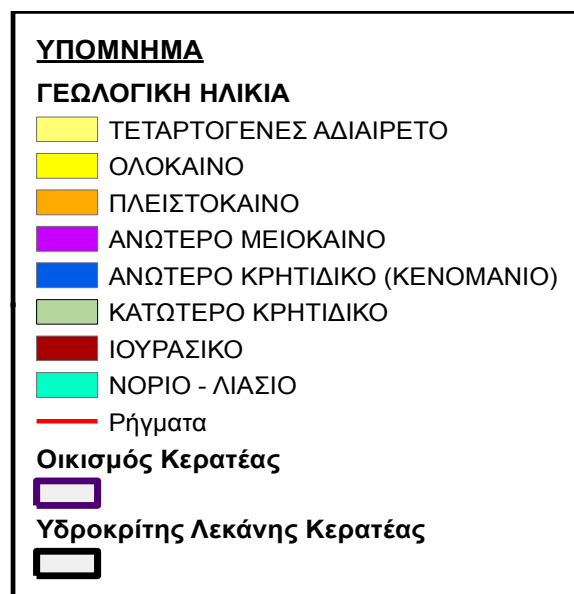 ΥΠΟΜΝΗΜΑ
ΓΕΩΛΟΓΙΚΗ ΗΛΙΚΙΑ
ΤΕΤΑΡΤΟΓΕΝΕΣ ΑΔΙΑΙΡΕΤΟ
ΟΛΟΚΑΙΝΟ
ΠΛΕΙΣΤΟΚΑΙΝΟ
ΑΝΩΤΕΡΟ ΜΕΙΟΚΑΙΝΟ
ΑΝΩΤΕΡΟ ΚΡΗΤΙΔΙΚΟ (ΚΕΝΟΜΑΝΙΟ)
ΚΑΤΩΤΕΡΟ ΚΡΗΤΙΔΙΚΟ
ΙΟΥΡΑΣΙΚΟ
ΝΟΡΙΟ - ΛΙΑΣΙΟ
Ρήγματα
Οικισμός Κερατέας
Υδροκρίτης Λεκάνης Κερατέας